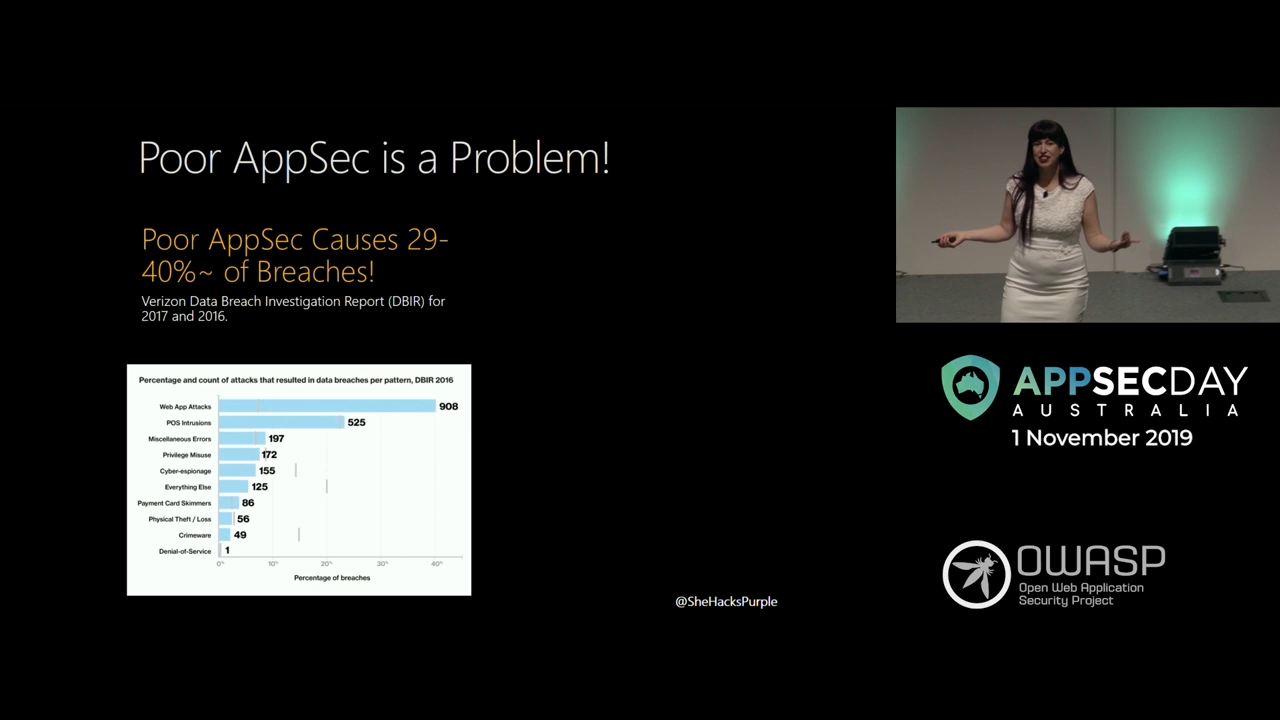 Poor AppSec is a Problem!
Poor AppSec Causes 29-
40%~ of Breaches!
Verizon Data Breach Investigation Report (DBIR) for
2017 and 2016.
Percentage and count of attacks that resulted in data breaches per pattern, DBIR 2016
Web App Attacks 908
POS Intrusions 525
Miscellaneous Errors 197
Privilege Misuse 172
Cyber-espionage 155
Everything Else 125
Payment Card Skimmers 86
Physical Theft / Loss 56
Crimeware 49
Denial-of-Service 1
0% 10% 20% 30% 40%
Percentage of breaches
@SheHacksPurple
APPSECDAY
AUSTRALIA
1 November 2019
OWASP
Open Web Application
Security Project